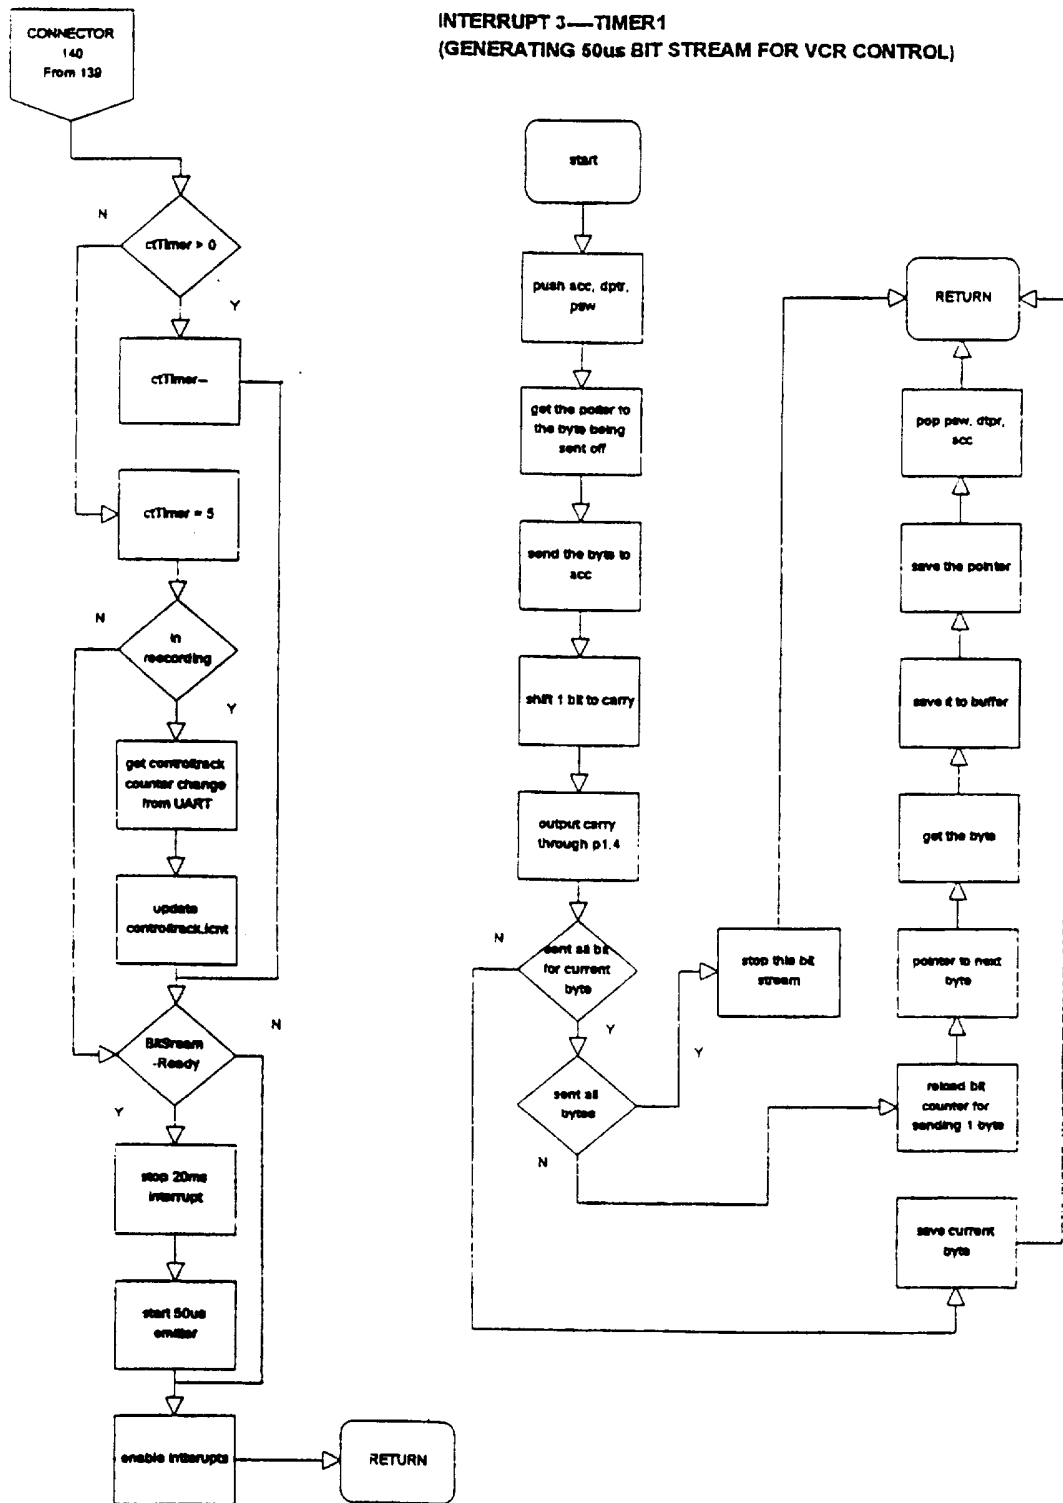 INTERRUPT 3----TIMER1
(GENERATING 50us BIT STREAM FOR VCR CONTROL)
CONNECTOR
140
From 139
N
ctTimer > 0
Y
ctTimer--
ctTimer = 5
N
in
reecording
Y
get controltrack
counter change
from UART
update
controltrack.icnt
BitStream
-Ready
N
Y
stop 20ms
interrupt
start 50us
emitter
enable intterupts
RETURN
start
push acc, dptr,
psw
get the poiter to
the byte being
sent off
send the byte to
acc
shift 1 bit to carry
output carry
through p1.4
N
sent all bit
for current
byte
Y
sent all
bytes
Y
N
stop this bit
stream
RETURN
pop psw, dtpr,
acc
save the pointer
save it to buffer
get the byte
pointer to next
byte
reload bit
counter for
sending 1 byte
save current
byte